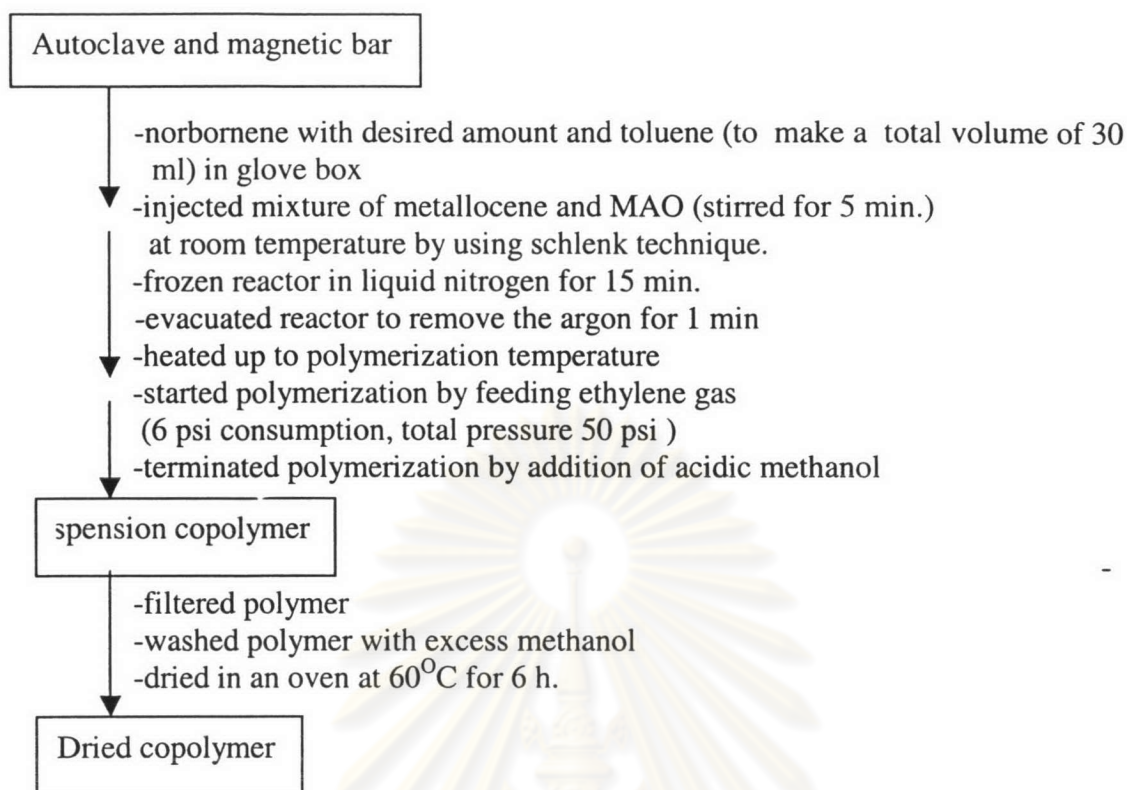 Autoclave and magnetic bar
-norbornene with desired amount and toluene (to make a total volume of 30
ml) in glove box
-injected mixture of metallocene and MAO (stirred for 5 min.)
at room temperature by using schlenk technique.
-frozen reactor in liquid nitrogen for 15 min.
-evacuated reactor to remove the argon for 1 min
-heated up to polymerization temperature
-started polymerization by feeding ethylene gas
(6 psi consumption, total pressure 50 psi )
-terminated polymerization by addition of acidic methanol
spension copolymer
-filtered polymer
-washed polymer with excess methanol
-dried in an oven at 60°C for 6 h.
Dried copolymer